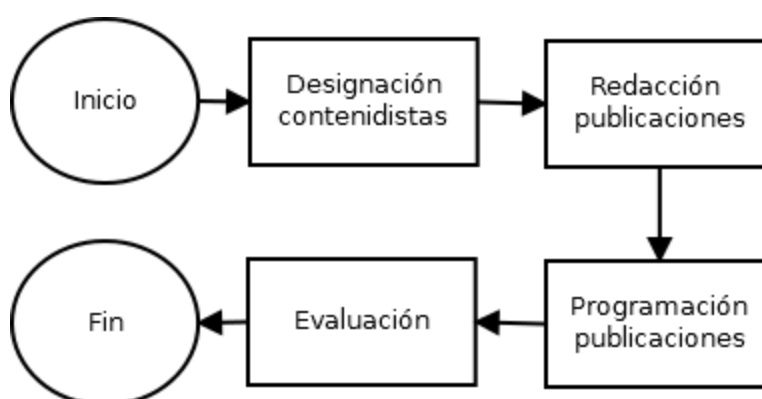 Inicio
Designación
contenidistas
Redacción
publicaciones
Fin
Evaluación
Programación
publicaciones